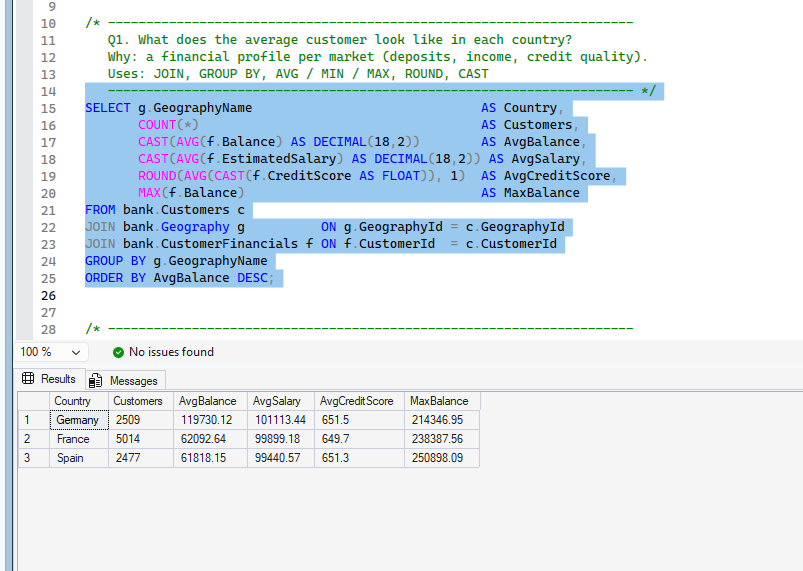 9
10 /* ---------------------------------------------------------------------
11 Q1. What does the average customer look like in each country?
12 Why: a financial profile per market (deposits, income, credit quality).
13 Uses: JOIN, GROUP BY, AVG / MIN / MAX, ROUND, CAST
14 --------------------------------------------------------------------- */
15 SELECT g.GeographyName AS Country,
16 COUNT(*) AS Customers,
17 CAST(AVG(f.Balance) AS DECIMAL(18,2)) AS AvgBalance,
18 CAST(AVG(f.EstimatedSalary) AS DECIMAL(18,2)) AS AvgSalary,
19 ROUND(AVG(CAST(f.CreditScore AS FLOAT)), 1) AS AvgCreditScore,
20 MAX(f.Balance) AS MaxBalance
21 FROM bank.Customers c
22 JOIN bank.Geography g ON g.GeographyId = c.GeographyId
23 JOIN bank.CustomerFinancials f ON f.CustomerId = c.CustomerId
24 GROUP BY g.GeographyName
25 ORDER BY AvgBalance DESC;
26
27
28 /* ---------------------------------------------------------------------
100 % No issues found
Results Messages
Country Customers AvgBalance AvgSalary AvgCreditScore MaxBalance
1 Germany 2509 119730.12 101113.44 651.5 214346.95
2 France 5014 62092.64 99899.18 649.7 238387.56
3 Spain 2477 61818.15 99440.57 651.3 250898.09